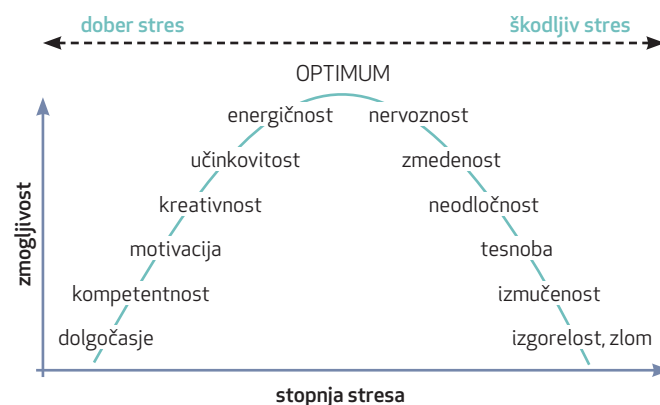 dober stres škodljiv stres
OPTIMUM
energičnost nervoznost
učinkovitost zmedenost
kreativnost neodločnost
motivacija tesnoba
kompetentnost izmučenost
dolgočasje izgorelost, zlom
zmogljivost
stopnja stresa